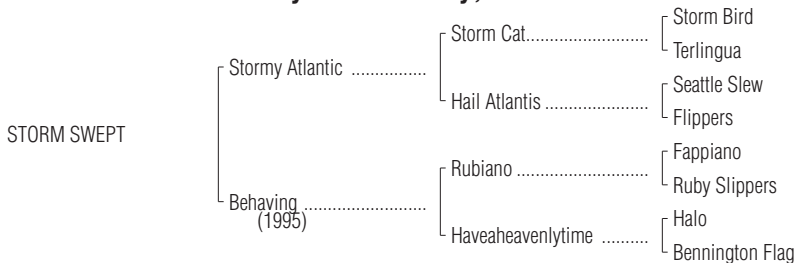 Storm Bird
Storm Cat..........................
Terlingua
Stormy Atlantic ................
Seattle Slew
Hail Atlantis ......................
Flippers
STORM SWEPT
Fappiano
Rubiano ............................
Ruby Slippers
Behaving ..........................
(1995)
Halo
Haveaheavenlytime ..........
Bennington Flag